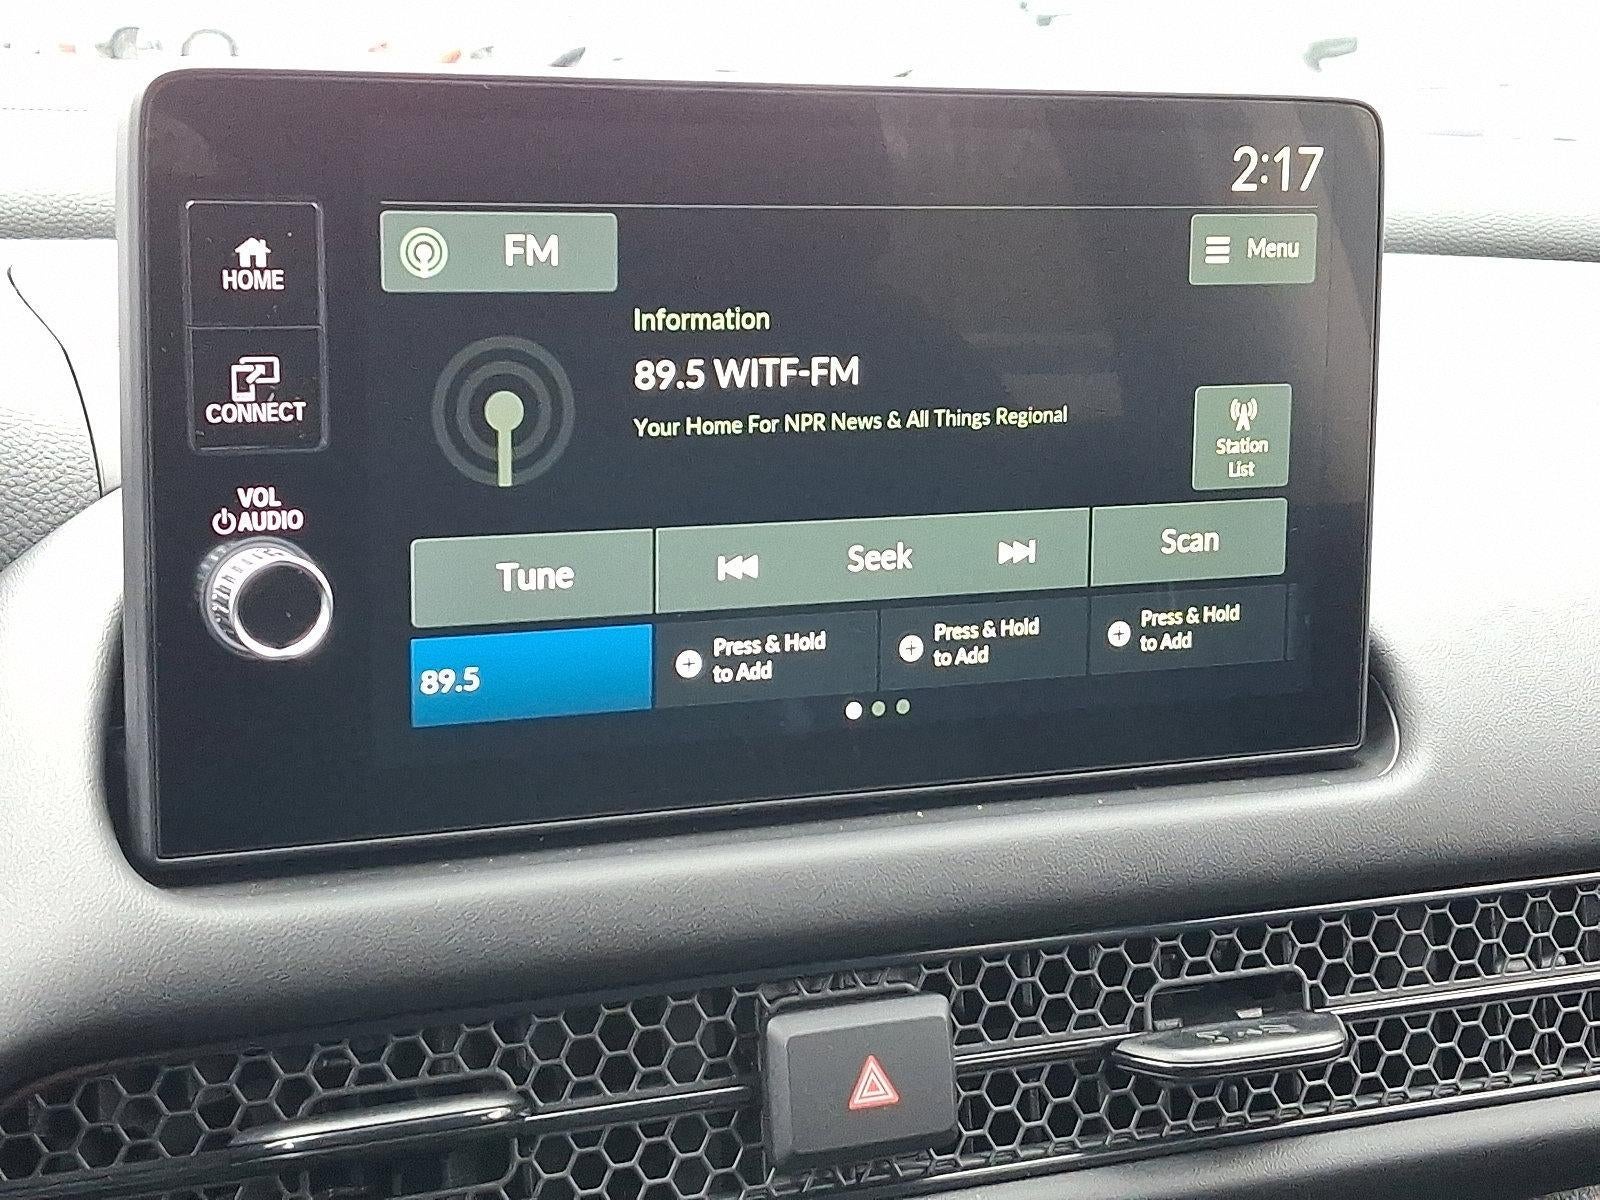 2:17
HOME
CONNECT
VOL
AUDIO
FM
Menu
Information
89.5 WITF-FM
Your Home For NPR News & All Things Regional
Station
List
Tune
Seek
Scan
89.5
Press & Hold
to Add
Press & Hold
to Add
Press & Hold
to Add